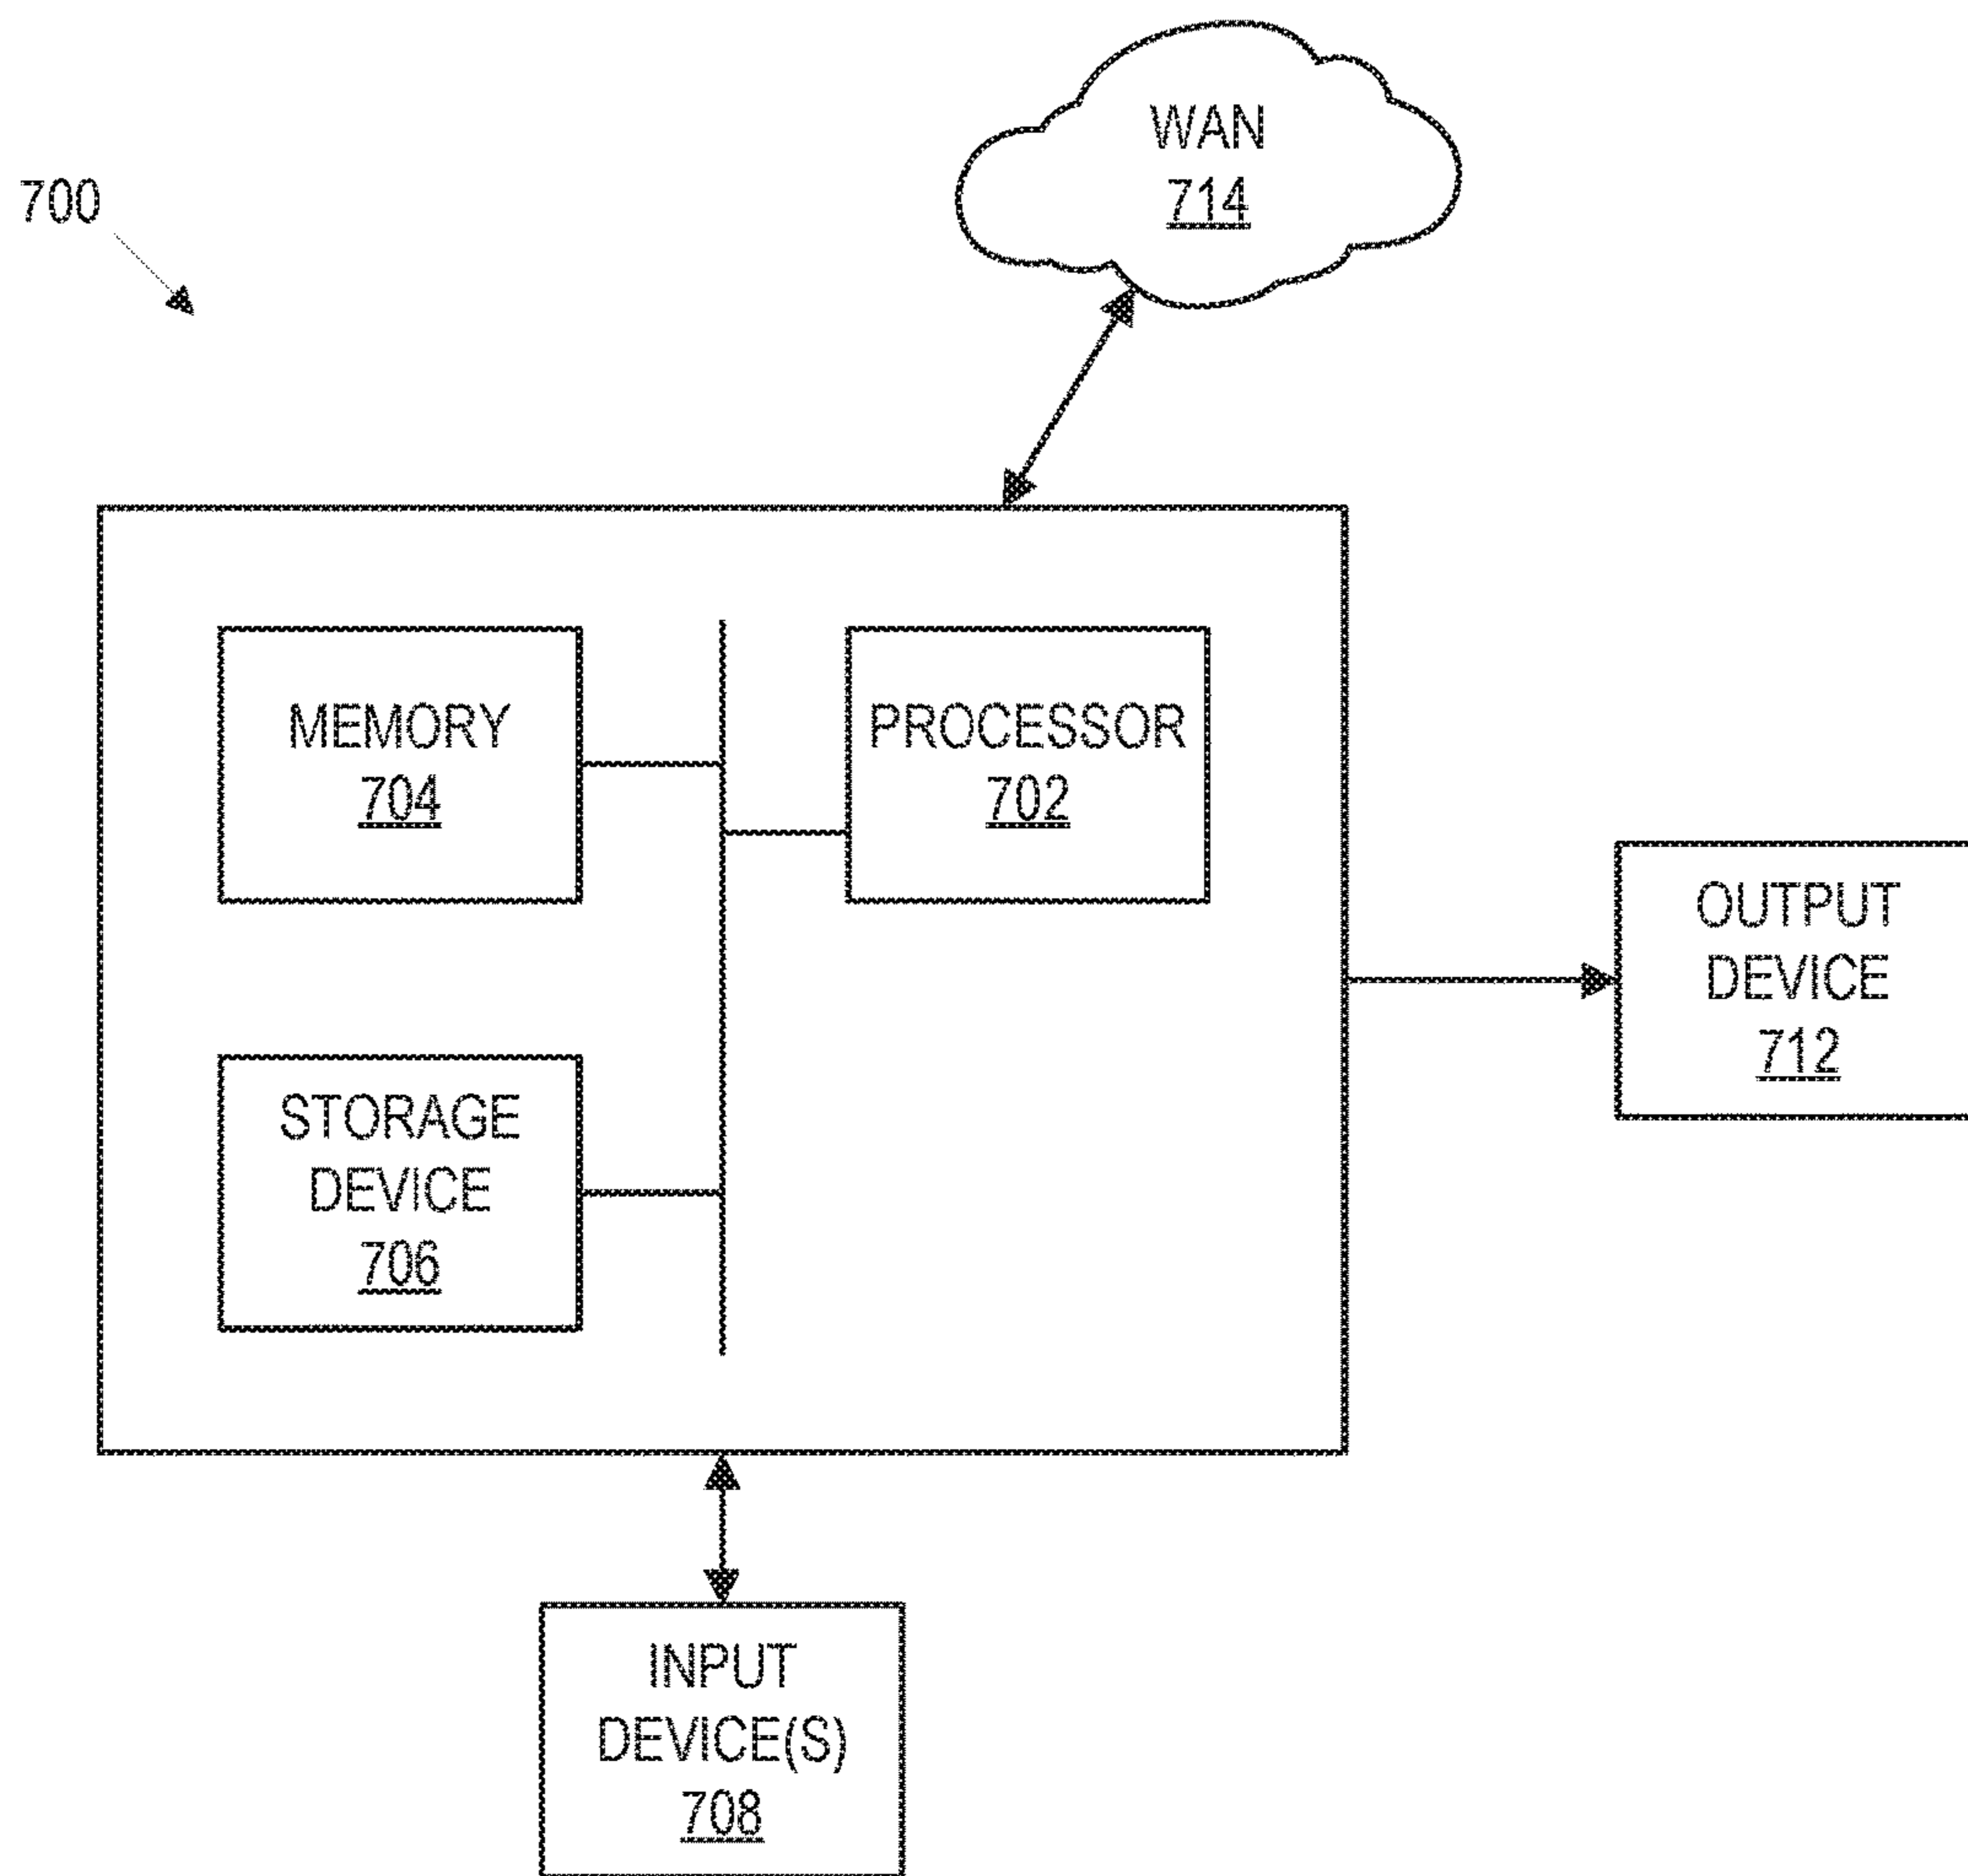 WAN
714
700
MEMORY
704
PROCESSOR
702
OUTPUT
DEVICE
712
STORAGE
DEVICE
706
INPUT
DEVICE(S)
708